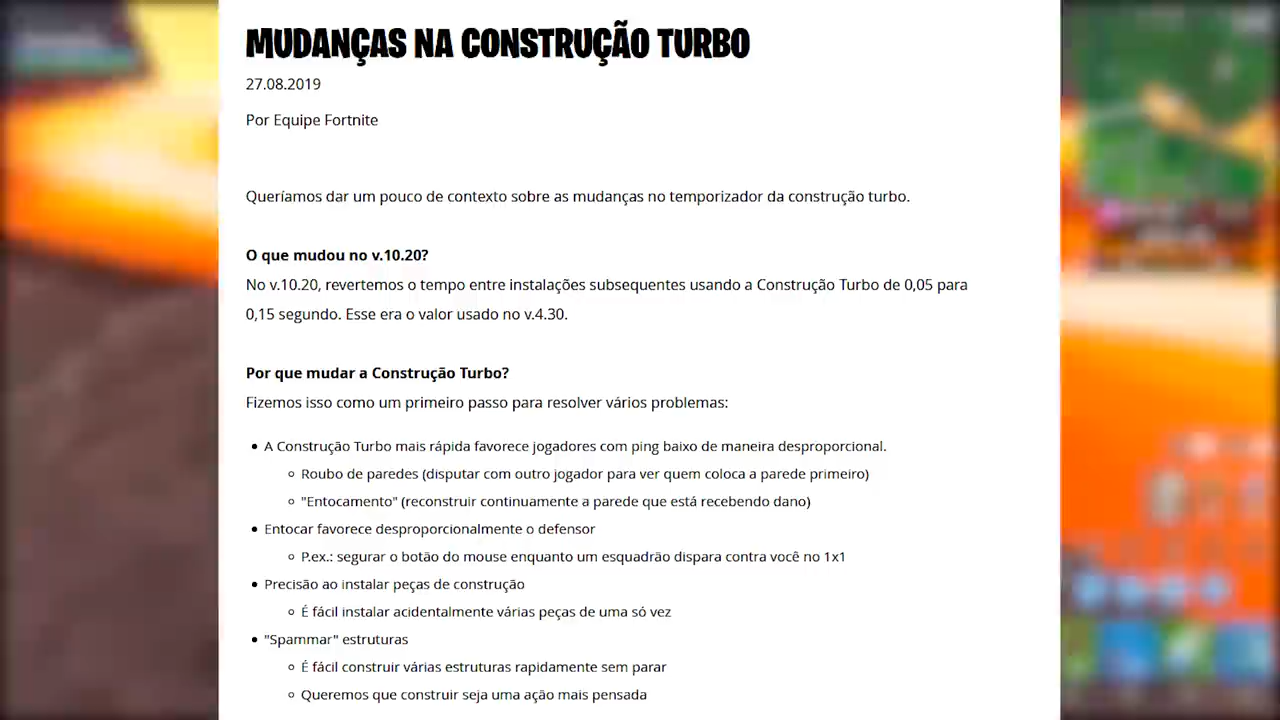 MUDANÇAS NA CONSTRUÇÃO TURBO
27.08.2019
Por Equipe Fortnite
Queríamos dar um pouco de contexto sobre as mudanças no temporizador da construção turbo.
O que mudou no v.10.20?
No v.10.20, revertemos o tempo entre instalações subsequentes usando a Construção Turbo de 0,05 para
0,15 segundo. Esse era o valor usado no v.4.30.
Por que mudar a Construção Turbo?
Fizemos isso como um primeiro passo para resolver vários problemas:
• A Construção Turbo mais rápida favorece jogadores com ping baixo de maneira desproporcional.
◦ Roubo de paredes (disputar com outro jogador para ver quem coloca a parede primeiro)
◦ "Entocamento" (reconstruir continuamente a parede que está recebendo dano)
• Entocar favorece desproporcionalmente o defensor
◦ P.ex.: segurar o botão do mouse enquanto um esquadrão dispara contra você no 1x1
• Precisão ao instalar peças de construção
◦ É fácil instalar acidentalmente várias peças de uma só vez
• "Spammar" estruturas
◦ É fácil construir várias estruturas rapidamente sem parar
◦ Queremos que construir seja uma ação mais pensada